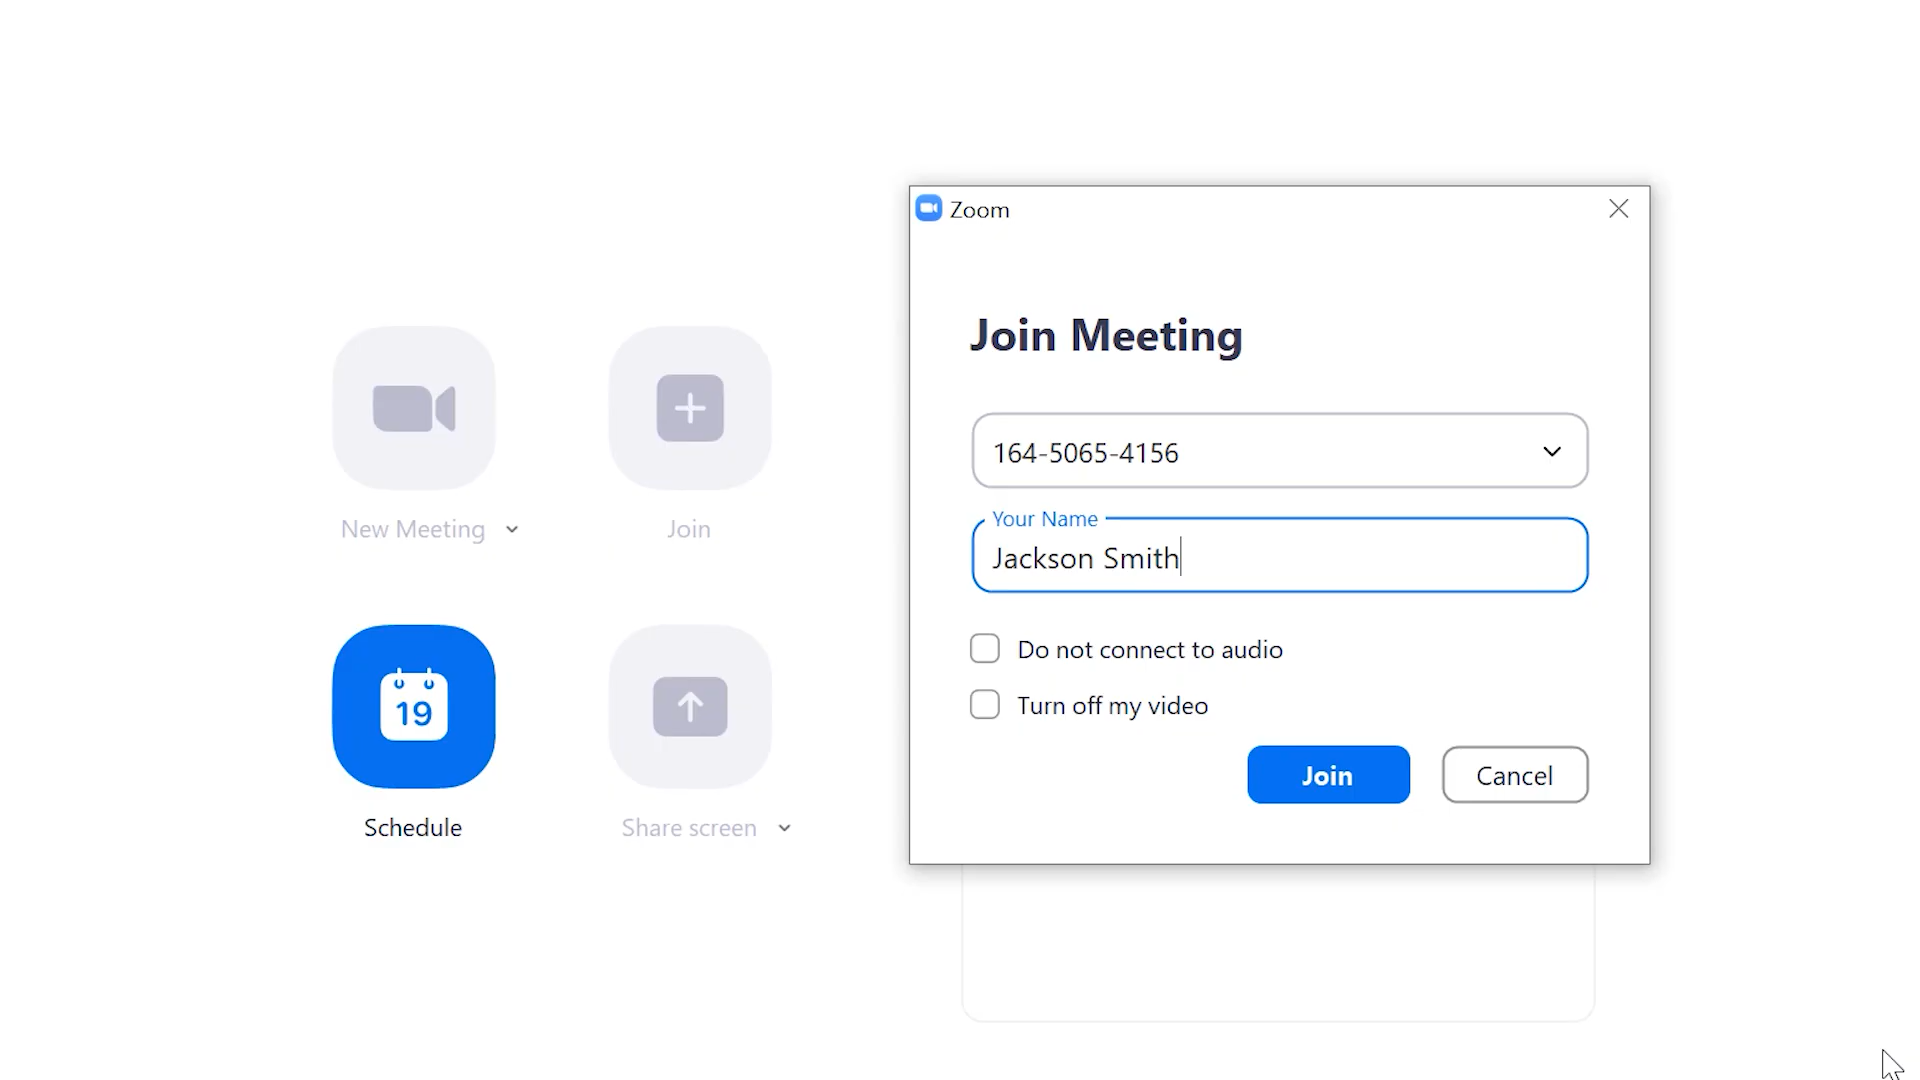 Zoom
Join Meeting
164-5065-4156
Your Name
Jackson Smith
Do not connect to audio
Turn off my video
Join
Cancel
New Meeting
Join
19
Schedule
Share screen